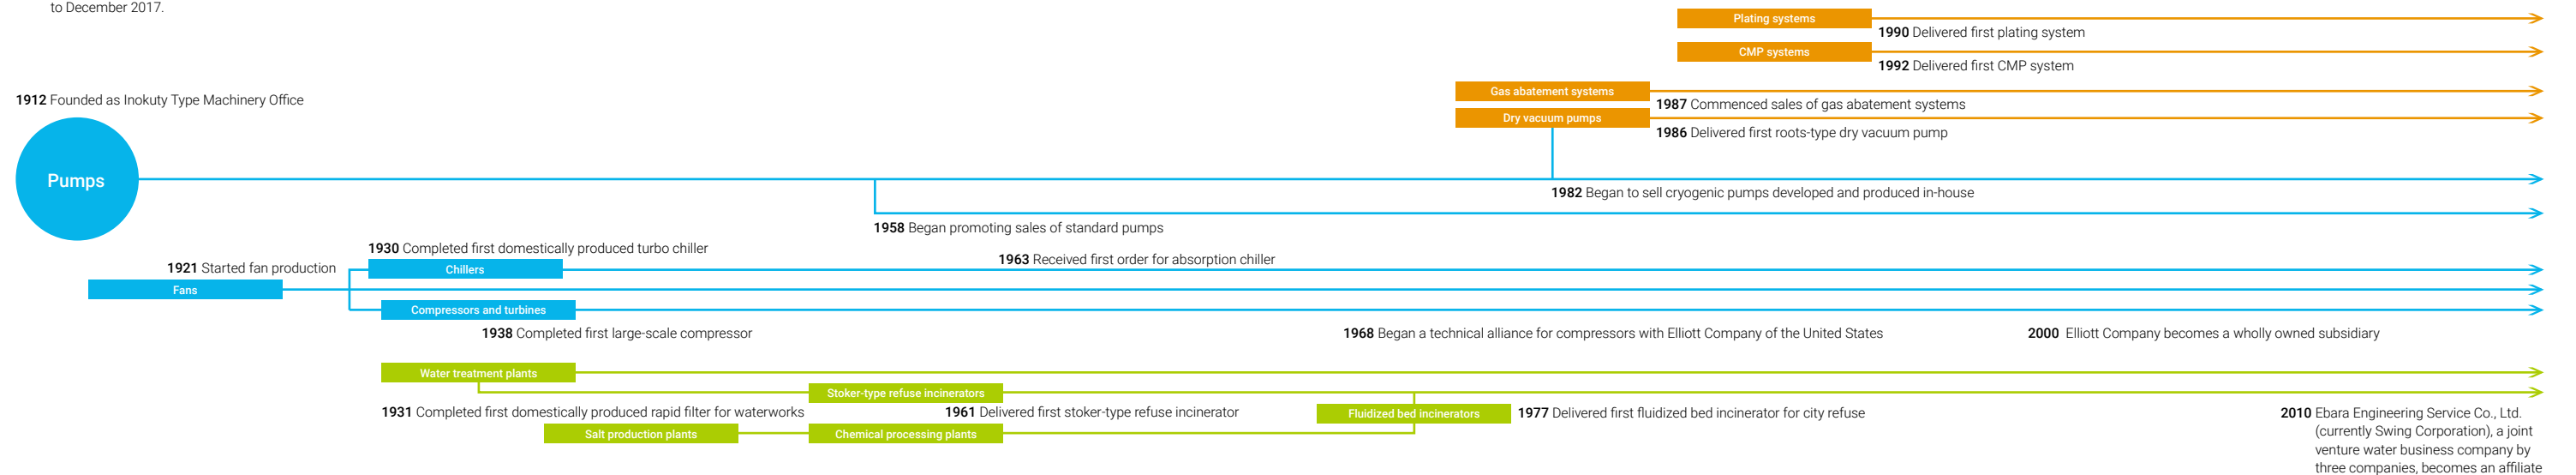 to December 2017.
Plating systems
1990 Delivered first plating system
CMP systems
1992 Delivered first CMP system
Gas abatement systems
1987 Commenced sales of gas abatement systems
1912 Founded as Inokuty Type Machinery Office
Dry vacuum pumps
1986 Delivered first roots-type dry vacuum pump
Pumps
1982 Began to sell cryogenic pumps developed and produced in-house
1958 Began promoting sales of standard pumps
1930 Completed first domestically produced turbo chiller
1963 Received first order for absorption chiller
1921 Started fan production
Chillers
Fans
Compressors and turbines
1938 Completed first large-scale compressor
1968 Began a technical alliance for compressors with Elliott Company of the United States
2000 Elliott Company becomes a wholly owned subsidiary
Water treatment plants
Stoker-type refuse incinerators
1931 Completed first domestically produced rapid filter for waterworks
1961 Delivered first stoker-type refuse incinerator
Fluidized bed incinerators
1977 Delivered first fluidized bed incinerator for city refuse
Salt production plants
Chemical processing plants
2010 Ebara Engineering Service Co., Ltd.
(currently Swing Corporation), a joint
venture water business company by
three companies, becomes an affiliate